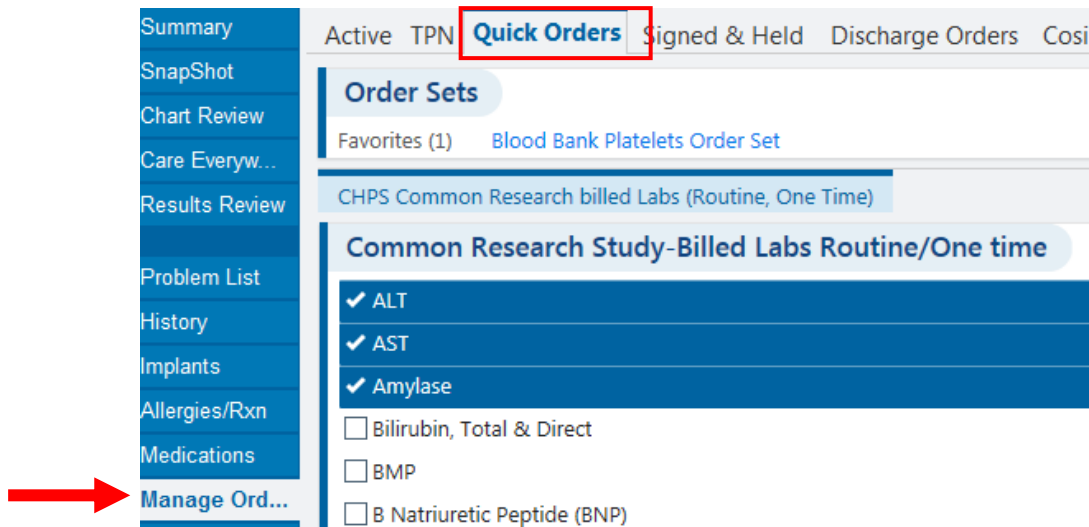 Summary
SnapShot
Chart Review
Care Everyw...
Results Review
Problem List
History
Implants
Allergies/Rxn
Medications
Manage Ord...
Active TPN Quick Orders Signed & Held Discharge Orders Cosi
Order Sets
Favorites (1) Blood Bank Platelets Order Set
CHPS Common Research billed Labs (Routine, One Time)
Common Research Study-Billed Labs Routine/One time
ALT
AST
Amylase
Bilirubin, Total & Direct
BMP
B Natriuretic Peptide (BNP)